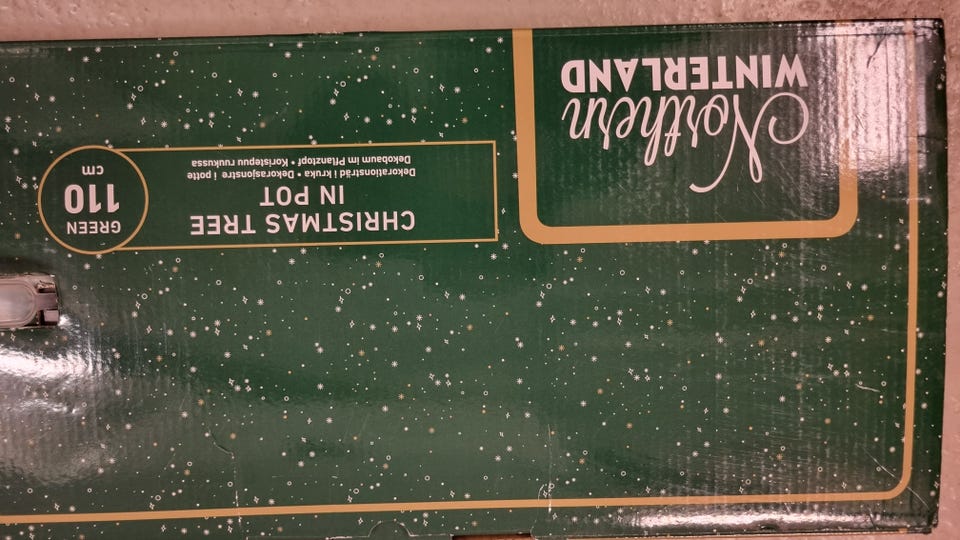 Northern
WINTERLAND
CHRISTMAS TREE
IN POT
Dekorationsträd i kruka • Dekorasjonstre i potte
Dekobaum im Pflanztopf • Koristepuu ruukussa
GREEN
110
cm